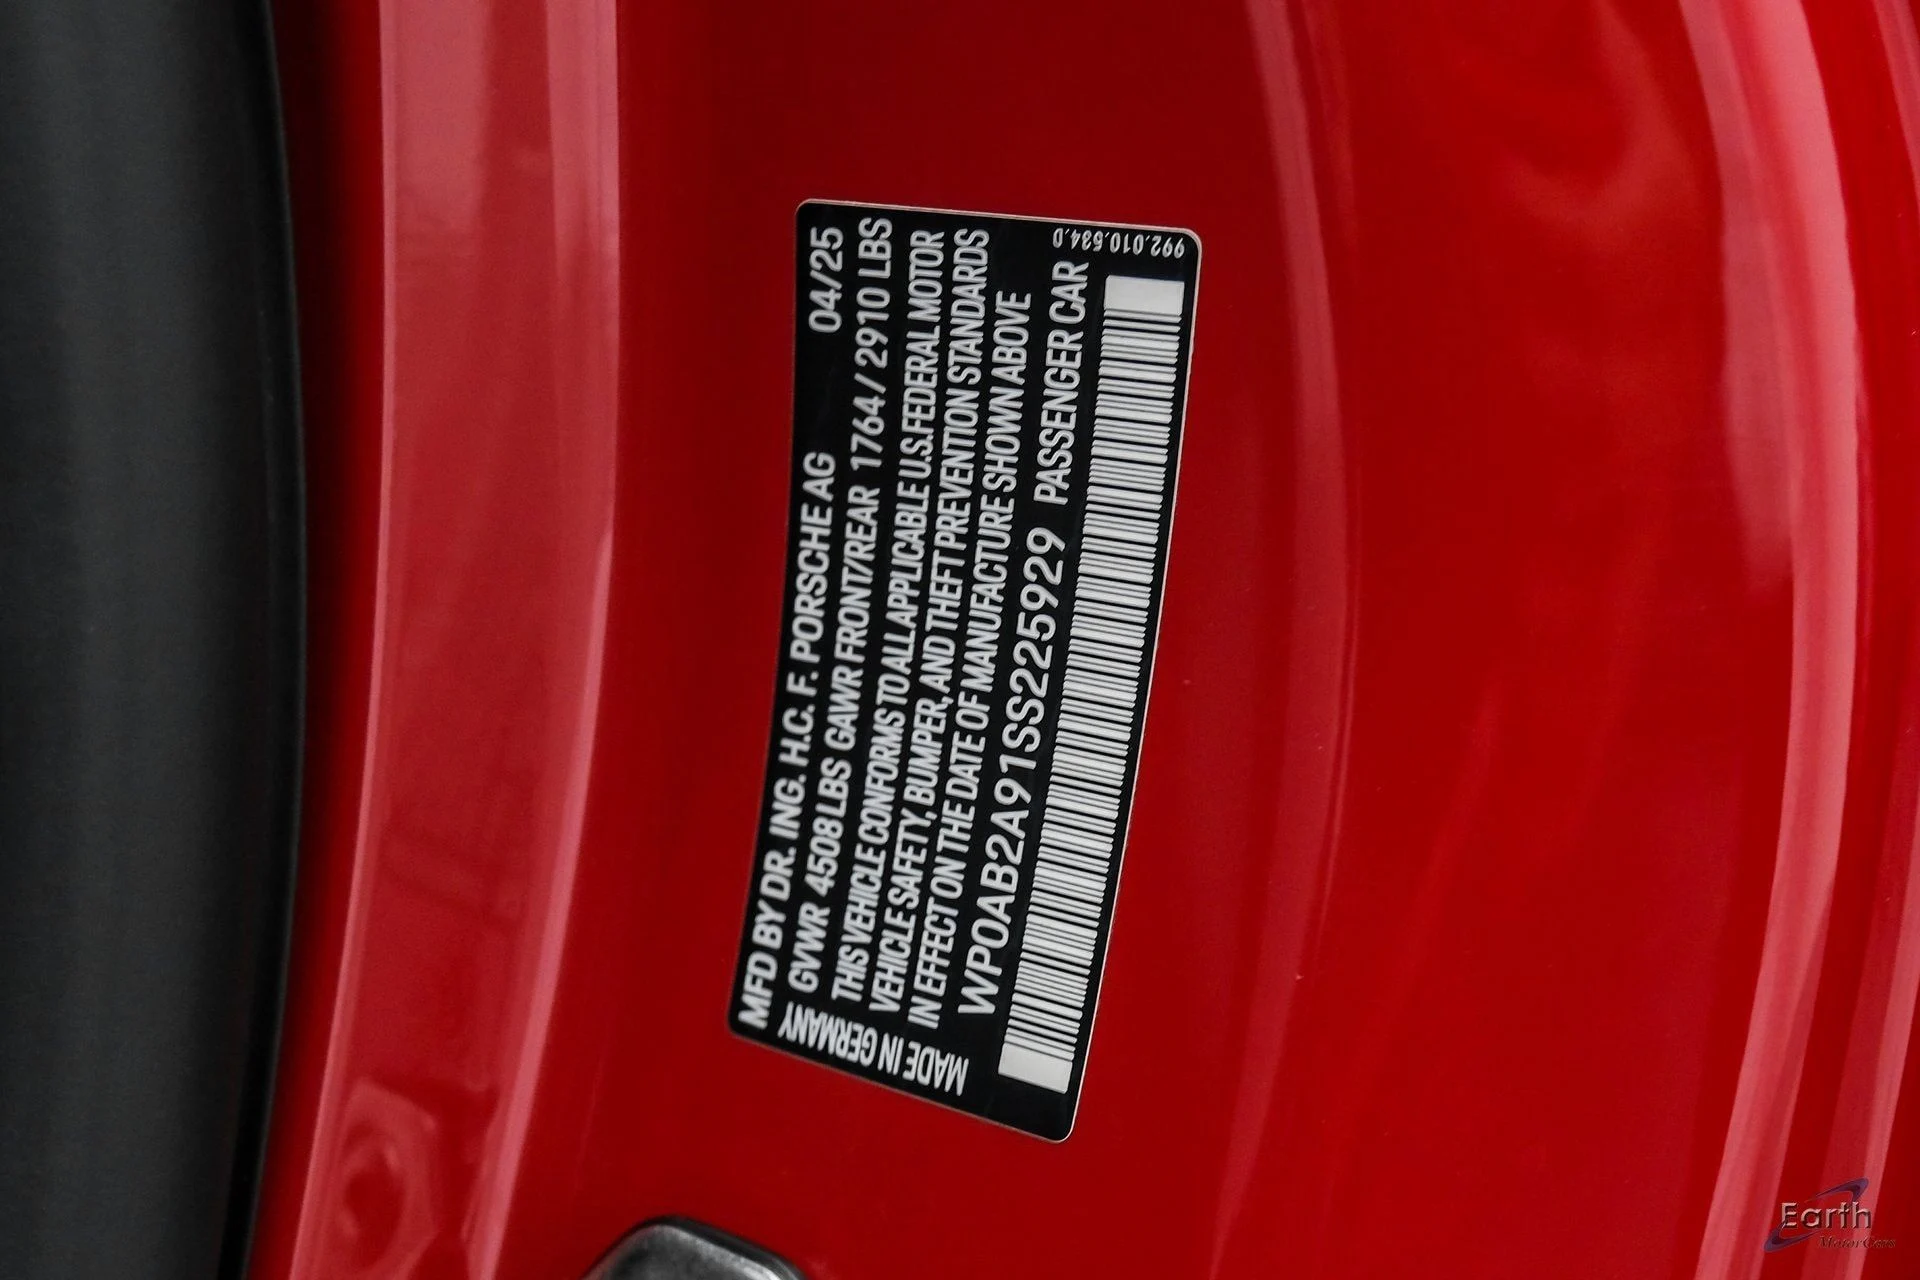 MFD BY DR. ING. H.C. F. PORSCHE AG 04/25
GVWR 4508 LBS GAWR FRONT/REAR 1764 / 2910 LBS
THIS VEHICLE CONFORMS TO ALL APPLICABLE U.S. FEDERAL MOTOR
VEHICLE SAFETY, BUMPER, AND THEFT PREVENTION STANDARDS
IN EFFECT ON THE DATE OF MANUFACTURE SHOWN ABOVE
WP0AB2A91SS225929 PASSENGER CAR
MADE IN GERMANY
992.010.534.D
Earth
MotorCars